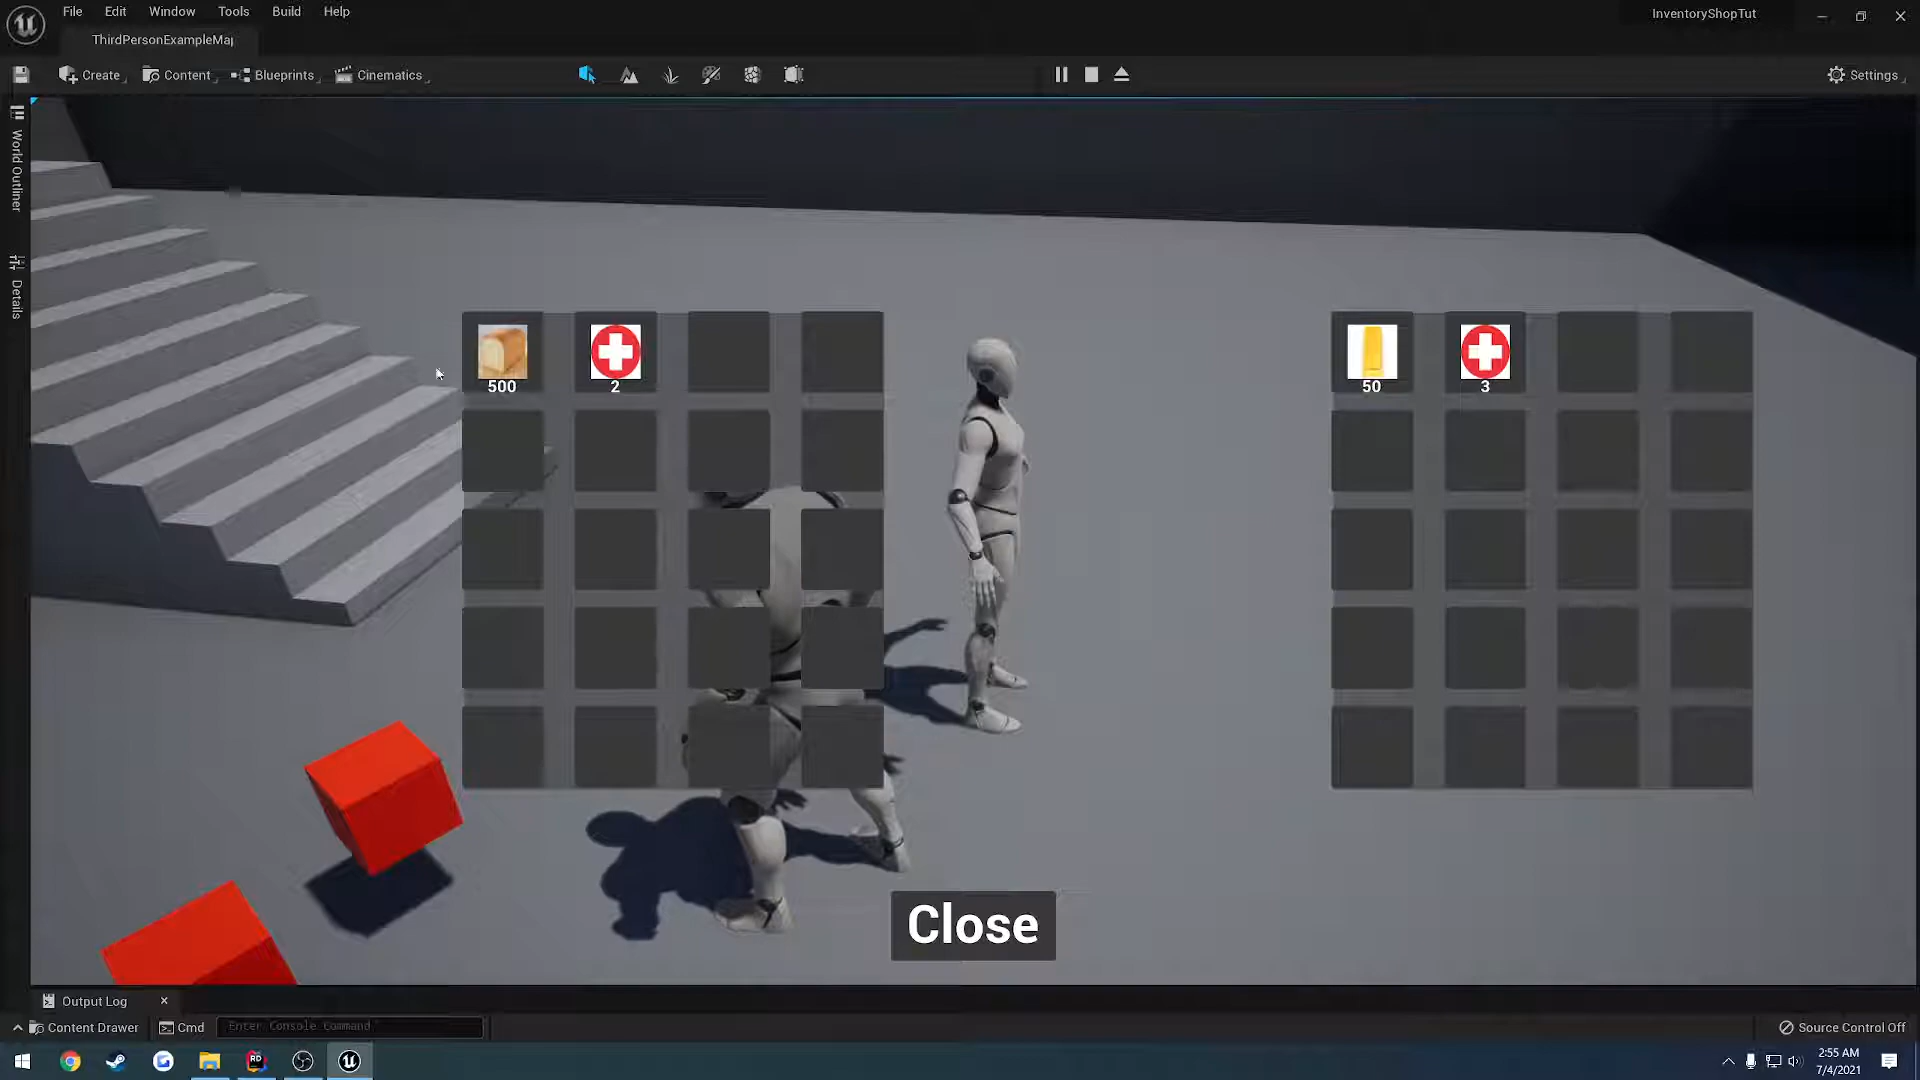 File Edit Window Tools Build Help
InventoryShopTut
ThirdPersonExampleMap
Create Content Blueprints Cinematics
Settings
World Outliner
Details
500 2
50 3
Close
Output Log
Content Drawer Cmd Enter Console Command
Source Control Off
RD
2:55 AM
7/4/2021